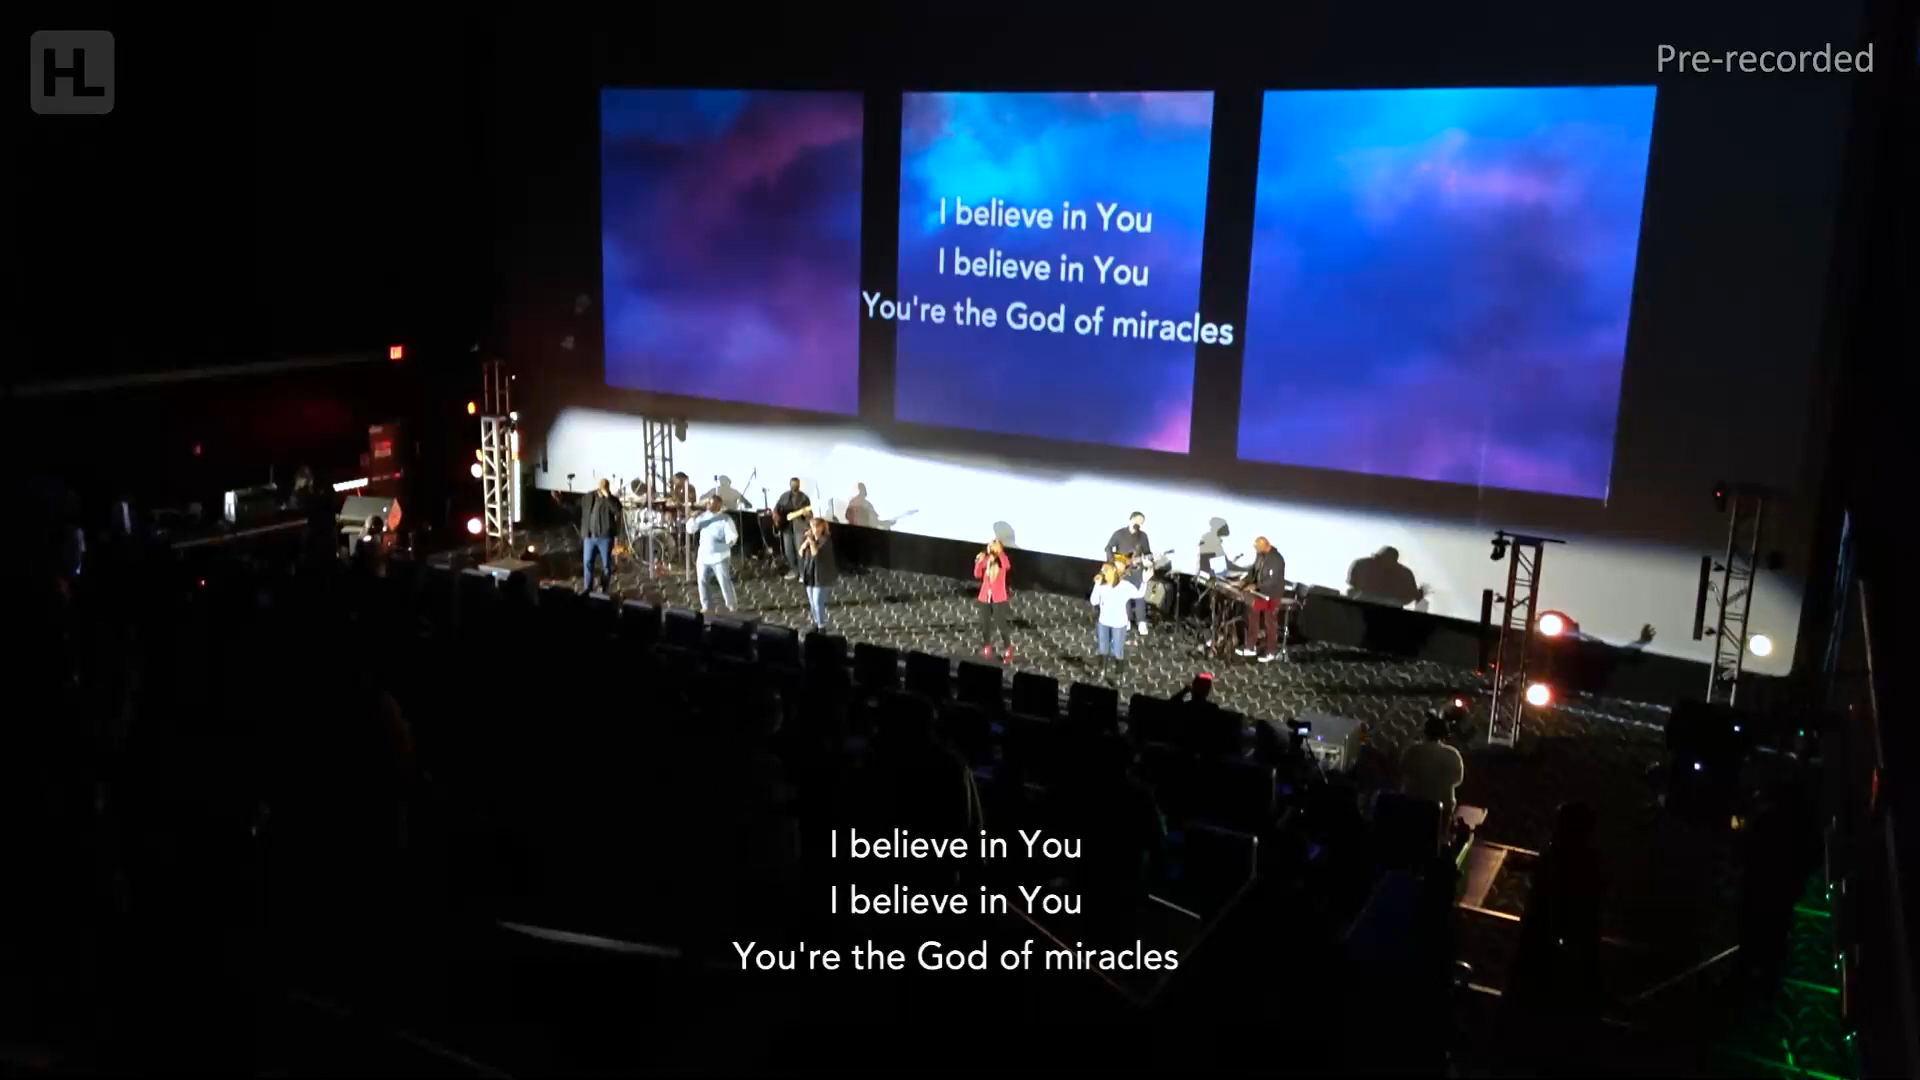 HL
Pre-recorded
I believe in You
I believe in You
You're the God of miracles
I believe in You
I believe in You
You're the God of miracles